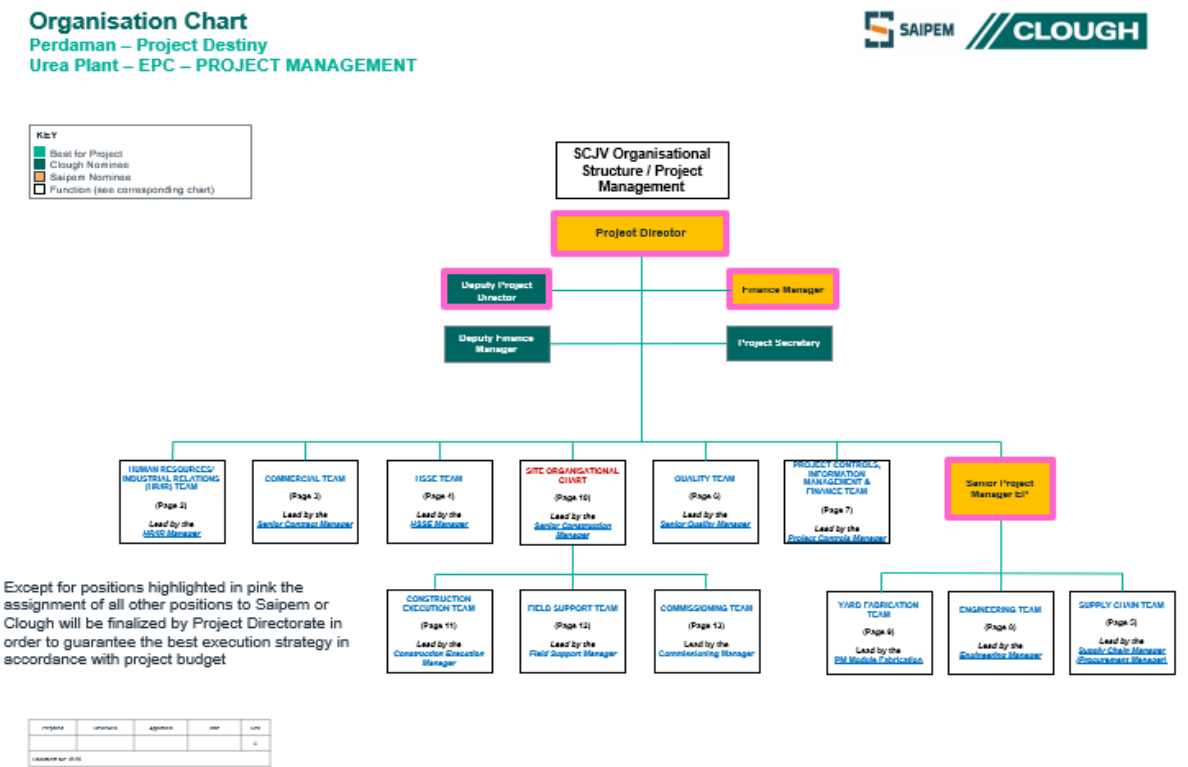 Organisation Chart
Perdaman – Project Destiny
Urea Plant – EPC – PROJECT MANAGEMENT
SAIPEM
CLOUGH
KEY
Best for Project
Clough Nominee
Saipem Nominee
Function (see corresponding chart)
SCJV Organisational
Structure / Project
Management
Project Director
Deputy Project
Director
Finance Manager
Deputy Finance
Manager
Project Secretary
HUMAN RESOURCES/
INDUSTRIAL RELATIONS
(HR/IR) TEAM
(Page 2)
Lead by the
HR/IR Manager
COMMERCIAL TEAM
(Page 3)
Lead by the
Senior Contract Manager
HSSE TEAM
(Page 4)
Lead by the
HSSE Manager
SITE ORGANISATIONAL
CHART
(Page 10)
Lead by the
Senior Construction
Manager
QUALITY TEAM
(Page 6)
Lead by the
Senior Quality Manager
PROJECT CONTROLS,
INFORMATION
MANAGEMENT &
FINANCE TEAM
(Page 7)
Lead by the
Project Controls Manager
Senior Project
Manager EP
CONSTRUCTION
EXECUTION TEAM
(Page 11)
Lead by the
Construction Execution
Manager
FIELD SUPPORT TEAM
(Page 12)
Lead by the
Field Support Manager
COMMISSIONING TEAM
(Page 13)
Lead by the
Commissioning Manager
YARD FABRICATION
TEAM
(Page 9)
Lead by the
PM Module Fabrication
ENGINEERING TEAM
(Page 8)
Lead by the
Engineering Manager
SUPPLY CHAIN TEAM
(Page 5)
Lead by the
Supply Chain Manager
(Procurement Manager)
Except for positions highlighted in pink the
assignment of all other positions to Saipem or
Clough will be finalized by Project Directorate in
order to guarantee the best execution strategy in
accordance with project budget